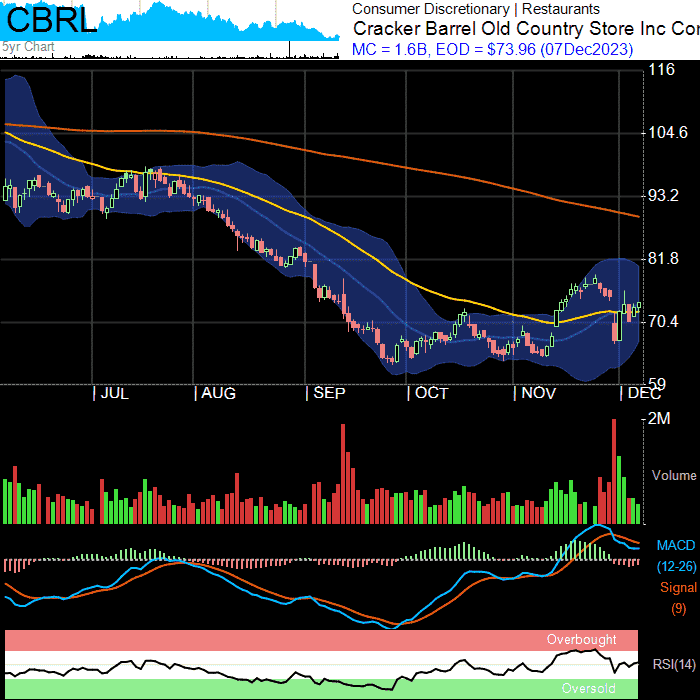 CBRL
5yr Chart
Consumer Discretionary | Restaurants
Cracker Barrel Old Country Store Inc Cor
MC = 1.6B, EOD = $73.96 (07Dec2023)
116
104.6
93.2
81.8
70.4
59
| JUL | AUG | SEP | OCT | NOV | DEC
2M
Volume
MACD
(12-26)
Signal
(9)
Overbought
RSI(14)
Oversold